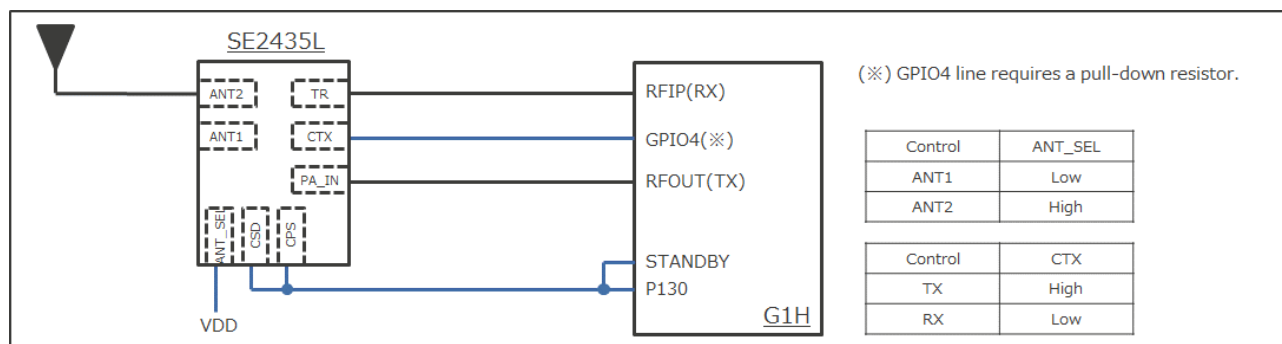 SE2435L
ANT2
TR
RFIP(RX)
(※) GPIO4 line requires a pull-down resistor.
ANT1
CTX
GPIO4(※)
PA_IN
RFOUT(TX)
ANT_SEL
CSD
CPS
STANDBY
P130
VDD
G1H
Control ANT_SEL
ANT1 Low
ANT2 High
Control CTX
TX High
RX Low